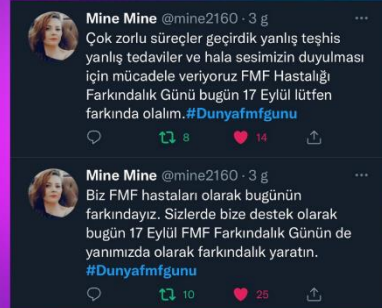 Mine Mine @mine2160 · 3 g
Çok zorlu süreçler geçirdik yanlış teşhis
yanlış tedaviler ve hala sesimizin duyulması
için mücadele veriyoruz FMF Hastalığı
Farkındalık Günü bugün 17 Eylül lütfen
farkında olalım.#Dunyafmfgunu
8 14
Mine Mine @mine2160 · 3 g
Biz FMF hastaları olarak bugünün
farkındayız. Sizlerde bize destek olarak
bugün 17 Eylül FMF Farkındalık Günün de
yanımızda olarak farkındalık yaratın.
#Dunyafmfgunu
10 25